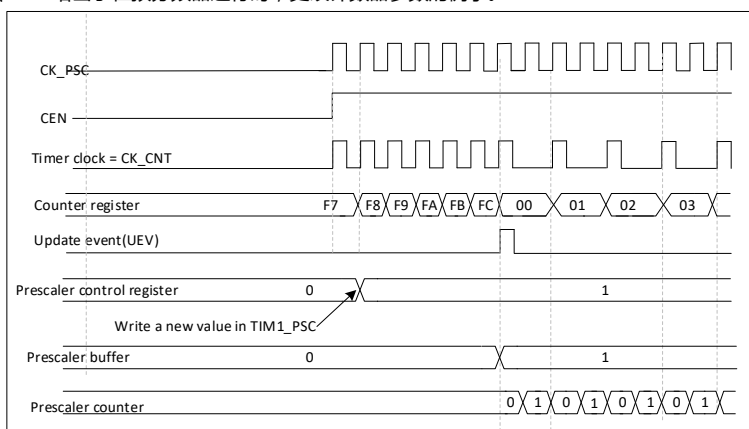 CK_PSC
CEN
Timer clock = CK_CNT
Counter register F7 F8 F9 FA FB FC 00 01 02 03
Update event(UEV)
Prescaler control register 0 1
Write a new value in TIM1_PSC
Prescaler buffer 0 1
Prescaler counter 0 1 0 1 0 1 0 1